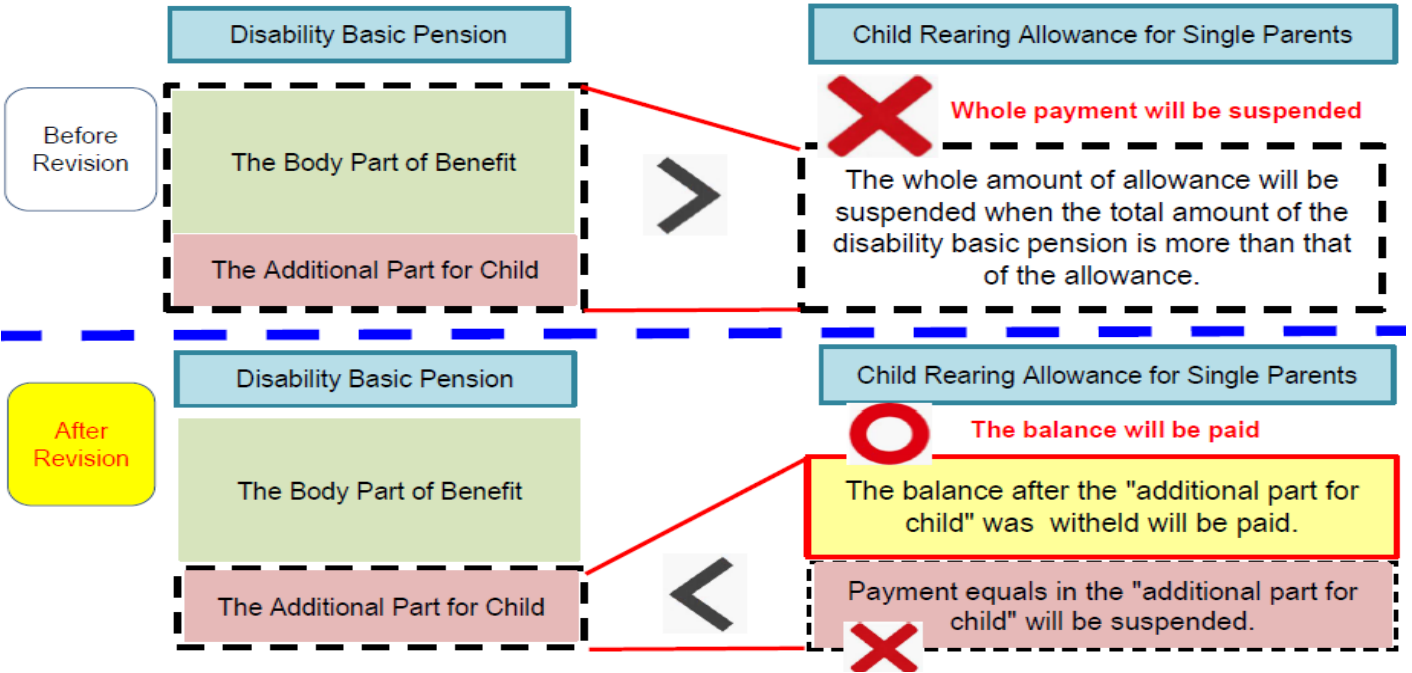 Disability Basic Pension
Child Rearing Allowance for Single Parents
Before
Revision
The Body Part of Benefit
The Additional Part for Child
Whole payment will be suspended
The whole amount of allowance will be
suspended when the total amount of the
disability basic pension is more than that
of the allowance.
Disability Basic Pension
Child Rearing Allowance for Single Parents
After
Revision
The Body Part of Benefit
The Additional Part for Child
The balance will be paid
The balance after the "additional part for
child" was witheld will be paid.
Payment equals in the "additional part for
child" will be suspended.